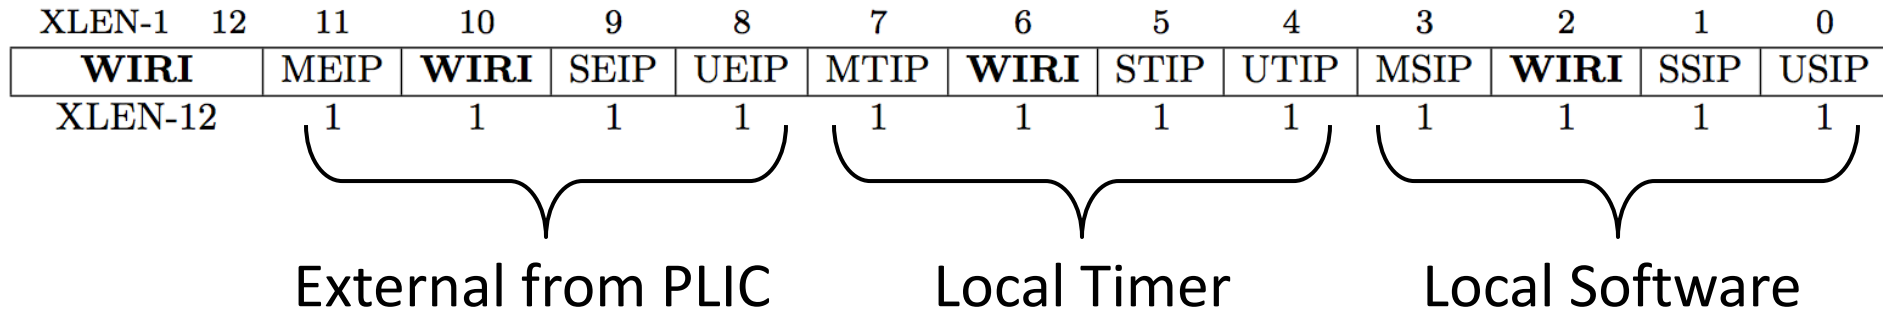 XLEN-1 12 11 10 9 8 7 6 5 4 3 2 1 0
WIRI MEIP WIRI SEIP UEIP MTIP WIRI STIP UTIP MSIP WIRI SSIP USIP
XLEN-12 1 1 1 1 1 1 1 1 1 1 1 1
External from PLIC Local Timer Local Software